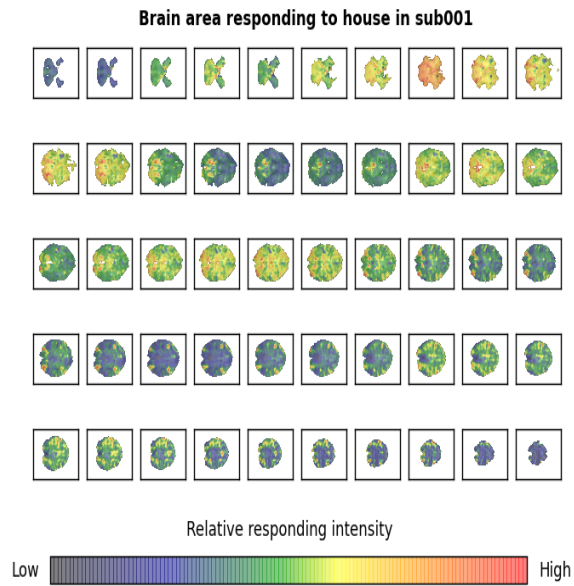 Brain area responding to house in sub001
Relative responding intensity
Low High